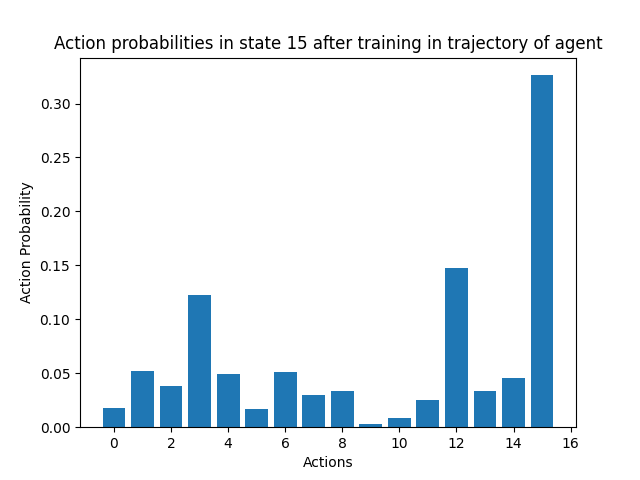 Action probabilities in state 15 after training in trajectory of agent
0.30
0.25
0.20
0.15
0.10
0.05
0.00
Action Probability
0 2 4 6 8 10 12 14 16
Actions